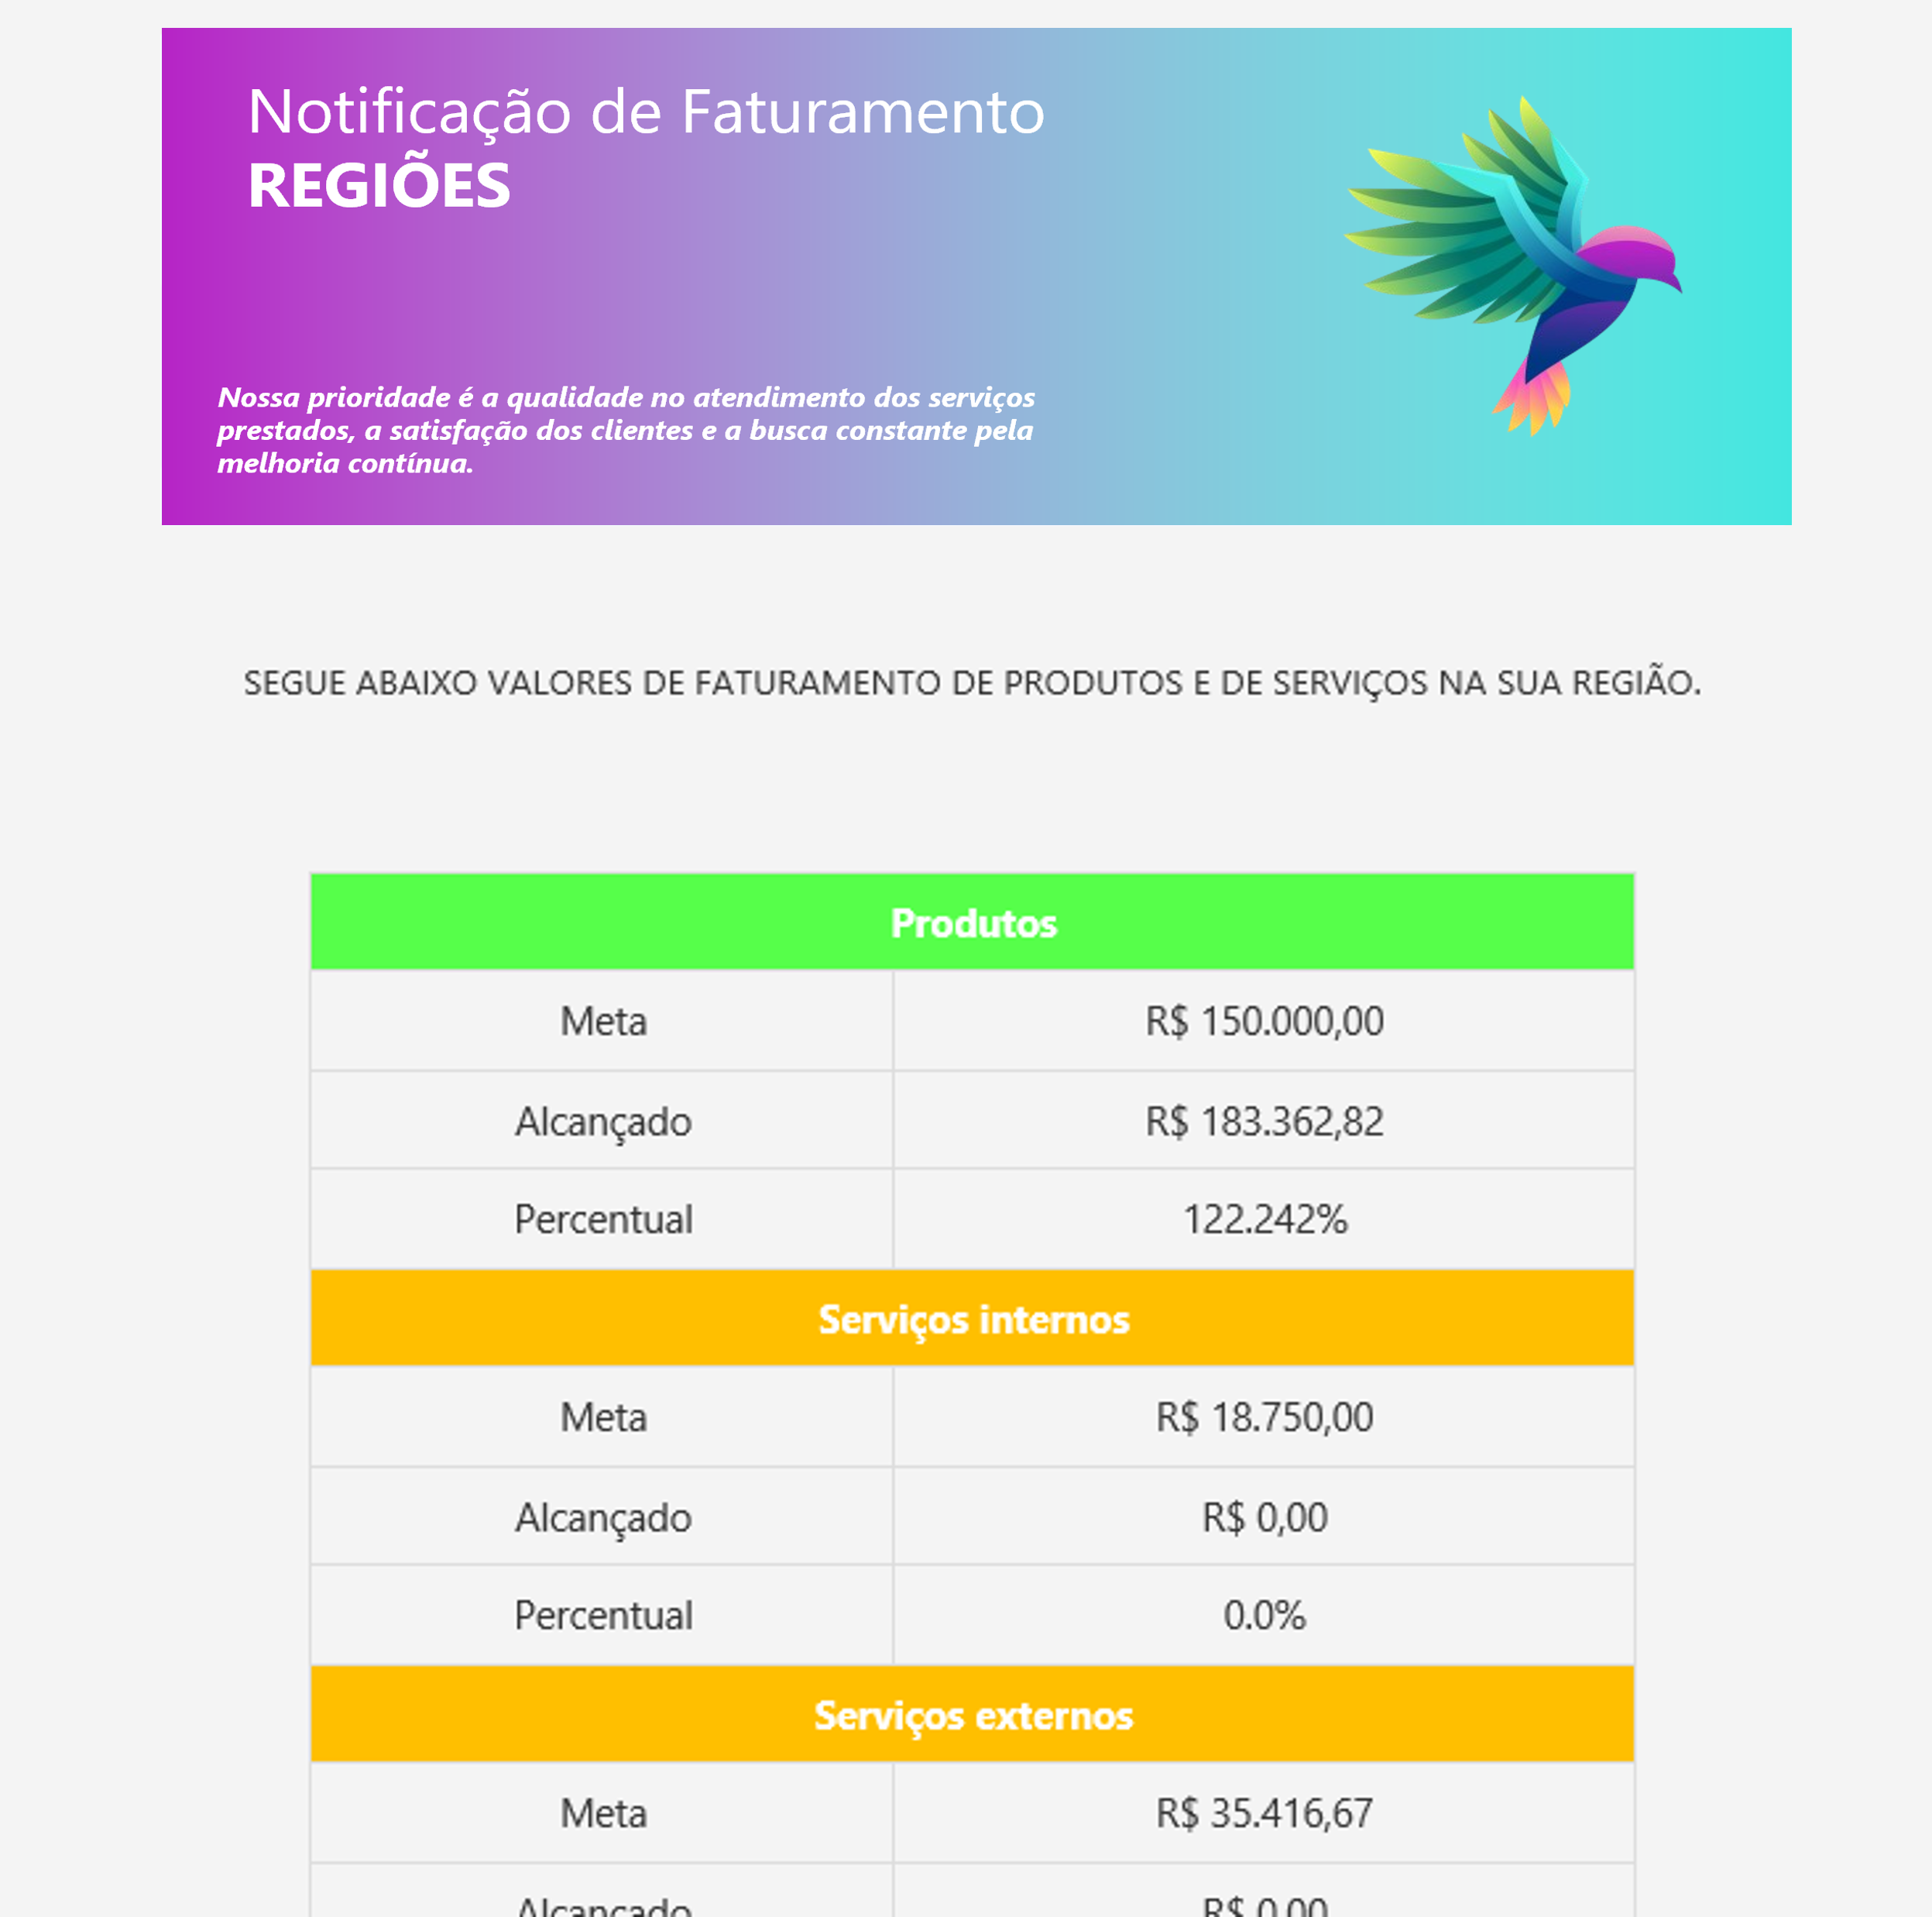 Notificação de Faturamento
REGIÕES
Nossa prioridade é a qualidade no atendimento dos serviços
prestados, a satisfação dos clientes e a busca constante pela
melhoria contínua.
SEGUE ABAIXO VALORES DE FATURAMENTO DE PRODUTOS E DE SERVIÇOS NA SUA REGIÃO.
Produtos
Meta R$ 150.000,00
Alcançado R$ 183.362,82
Percentual 122.242%
Serviços internos
Meta R$ 18.750,00
Alcançado R$ 0,00
Percentual 0.0%
Serviços externos
Meta R$ 35.416,67
Alcançado R$ 0,00